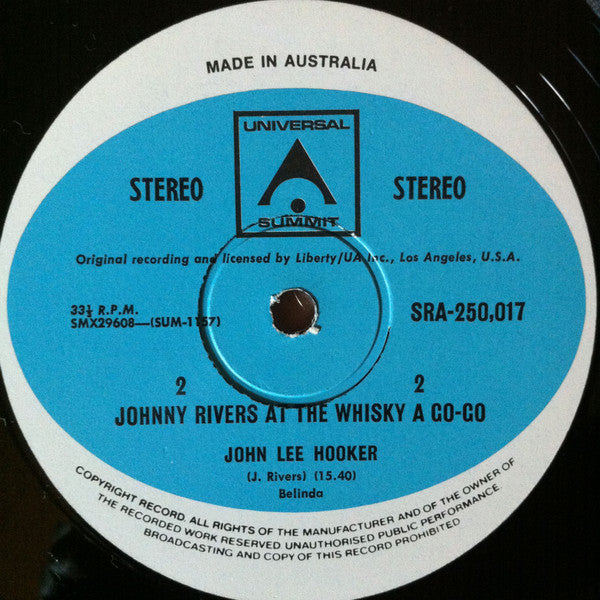 MADE IN AUSTRALIA
UNIVERSAL
STEREO STEREO
SUMMIT
Original recording and licensed by Liberty/UA Inc., Los Angeles, U.S.A.
33⅓ R.P.M.
SMX29608—(SUM-1157) SRA-250,017
2 2
JOHNNY RIVERS AT THE WHISKY A GO-GO
JOHN LEE HOOKER
(J. Rivers) (15.40)
Belinda
COPYRIGHT RECORD. ALL RIGHTS OF THE MANUFACTURER AND OF THE OWNER OF
THE RECORDED WORK RESERVED UNAUTHORISED PUBLIC PERFORMANCE
BROADCASTING AND COPY OF THIS RECORD PROHIBITED